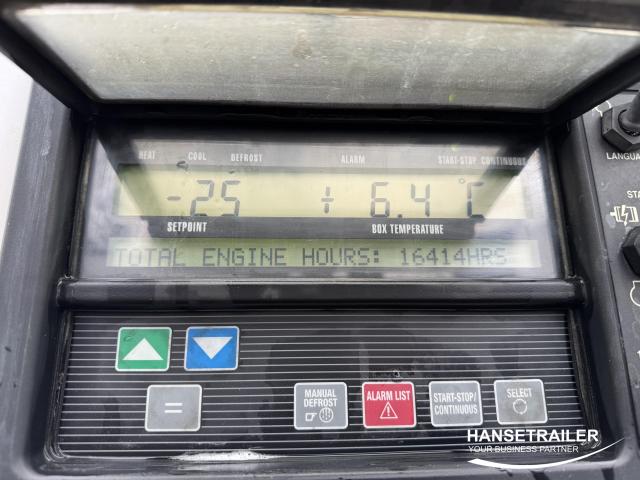 HEAT COOL DEFROST ALARM START-STOP CONTINUOUS
-25 + 6.4 °C
SETPOINT BOX TEMPERATURE
TOTAL ENGINE HOURS: 16414HRS
MANUAL DEFROST
ALARM LIST
START-STOP/
CONTINUOUS
SELECT
=
HANSETRAILER
YOUR BUSINESS PARTNER